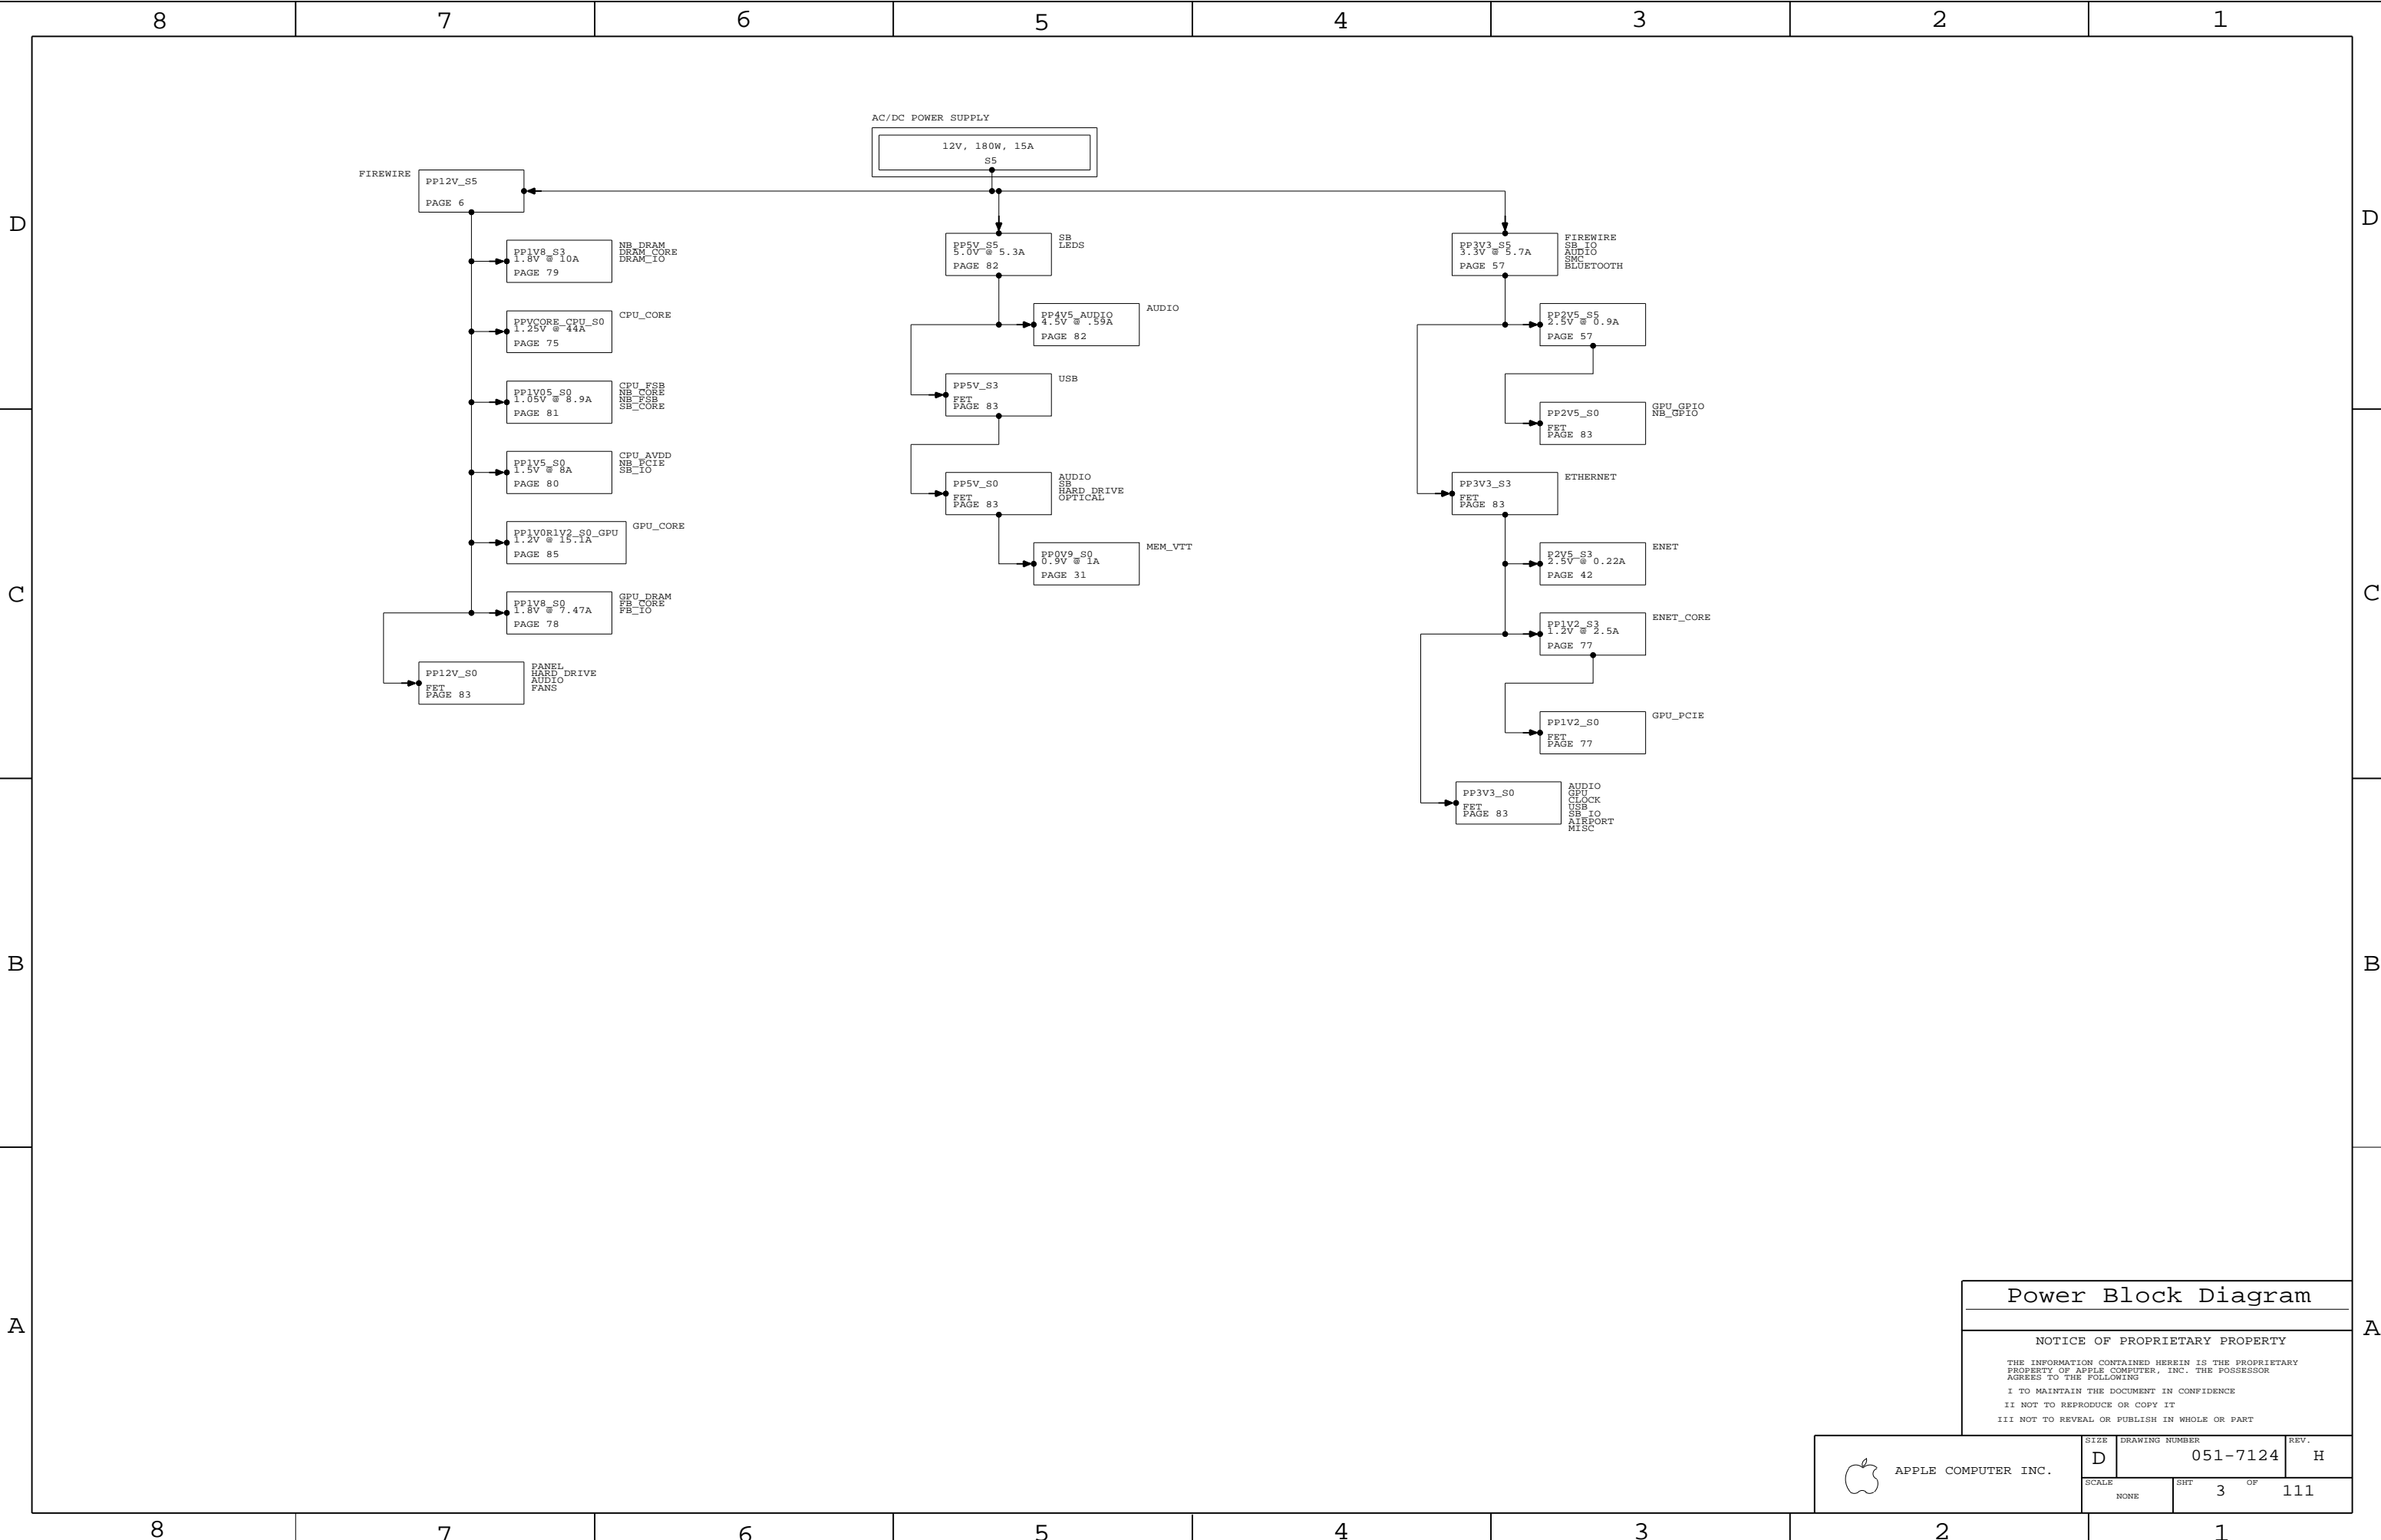 8 7 6 5 4 3 2 1
AC/DC POWER SUPPLY
12V, 180W, 15A
S5
FIREWIRE
PP12V_S5
PAGE 6
PP1V8_S3
1.8V @ 10A
PAGE 79
NB_DRAM
DRAM_CORE
DRAM_IO
PPVCORE_CPU_S0
1.25V @ 44A
PAGE 75
CPU_CORE
PP1V05_S0
1.05V @ 8.9A
PAGE 81
CPU_FSB
NB_CORE
NB_FSB
SB_CORE
PP1V5_S0
1.5V @ 8A
PAGE 80
CPU_AVDD
NB_PCIE
SB_IO
PP1V0R1V2_S0_GPU
1.2V @ 15.1A
PAGE 85
GPU_CORE
PP1V8_S0
1.8V @ 7.47A
PAGE 78
GPU_DRAM
FB_CORE
FB_IO
PP12V_S0
FET
PAGE 83
PANEL
HARD DRIVE
AUDIO
FANS
PP5V_S5
5.0V @ 5.3A
PAGE 82
SB
LEDS
PP4V5_AUDIO
4.5V @ .59A
PAGE 82
AUDIO
PP5V_S3
FET
PAGE 83
USB
PP5V_S0
FET
PAGE 83
AUDIO
SB
HARD DRIVE
OPTICAL
PP0V9_S0
0.9V @ 1A
PAGE 31
MEM_VTT
PP3V3_S5
3.3V @ 5.7A
PAGE 57
FIREWIRE
SB_IO
AUDIO
SMC
BLUETOOTH
PP2V5_S5
2.5V @ 0.9A
PAGE 57
PP2V5_S0
FET
PAGE 83
GPU_GPIO
NB_GPIO
PP3V3_S3
FET
PAGE 83
ETHERNET
P2V5_S3
2.5V @ 0.22A
PAGE 42
ENET
PP1V2_S3
1.2V @ 2.5A
PAGE 77
ENET_CORE
PP1V2_S0
FET
PAGE 77
GPU_PCIE
PP3V3_S0
FET
PAGE 83
AUDIO
GPU
CLOCK
USB
SB_IO
AIRPORT
MISC
D D
C C
B B
A A
Power Block Diagram
NOTICE OF PROPRIETARY PROPERTY
THE INFORMATION CONTAINED HEREIN IS THE PROPRIETARY
PROPERTY OF APPLE COMPUTER, INC. THE POSSESSOR
AGREES TO THE FOLLOWING
I TO MAINTAIN THE DOCUMENT IN CONFIDENCE
II NOT TO REPRODUCE OR COPY IT
III NOT TO REVEAL OR PUBLISH IN WHOLE OR PART
APPLE COMPUTER INC.
SIZE
D
DRAWING NUMBER
051-7124
REV.
H
SCALE
NONE
SHT
3
OF
111
8 7 6 5 4 3 2 1